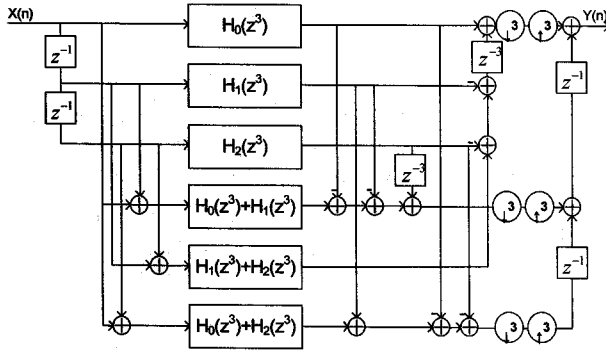 X(n) H₀(z³) ↓3 ↑3 Y(n)
z⁻¹ z⁻³ z⁻¹
H₁(z³) -
z⁻¹
H₂(z³) -
z⁻³
- -
H₀(z³)+H₁(z³) ↓3 ↑3
H₁(z³)+H₂(z³) z⁻¹
- -
H₀(z³)+H₂(z³) ↓3 ↑3